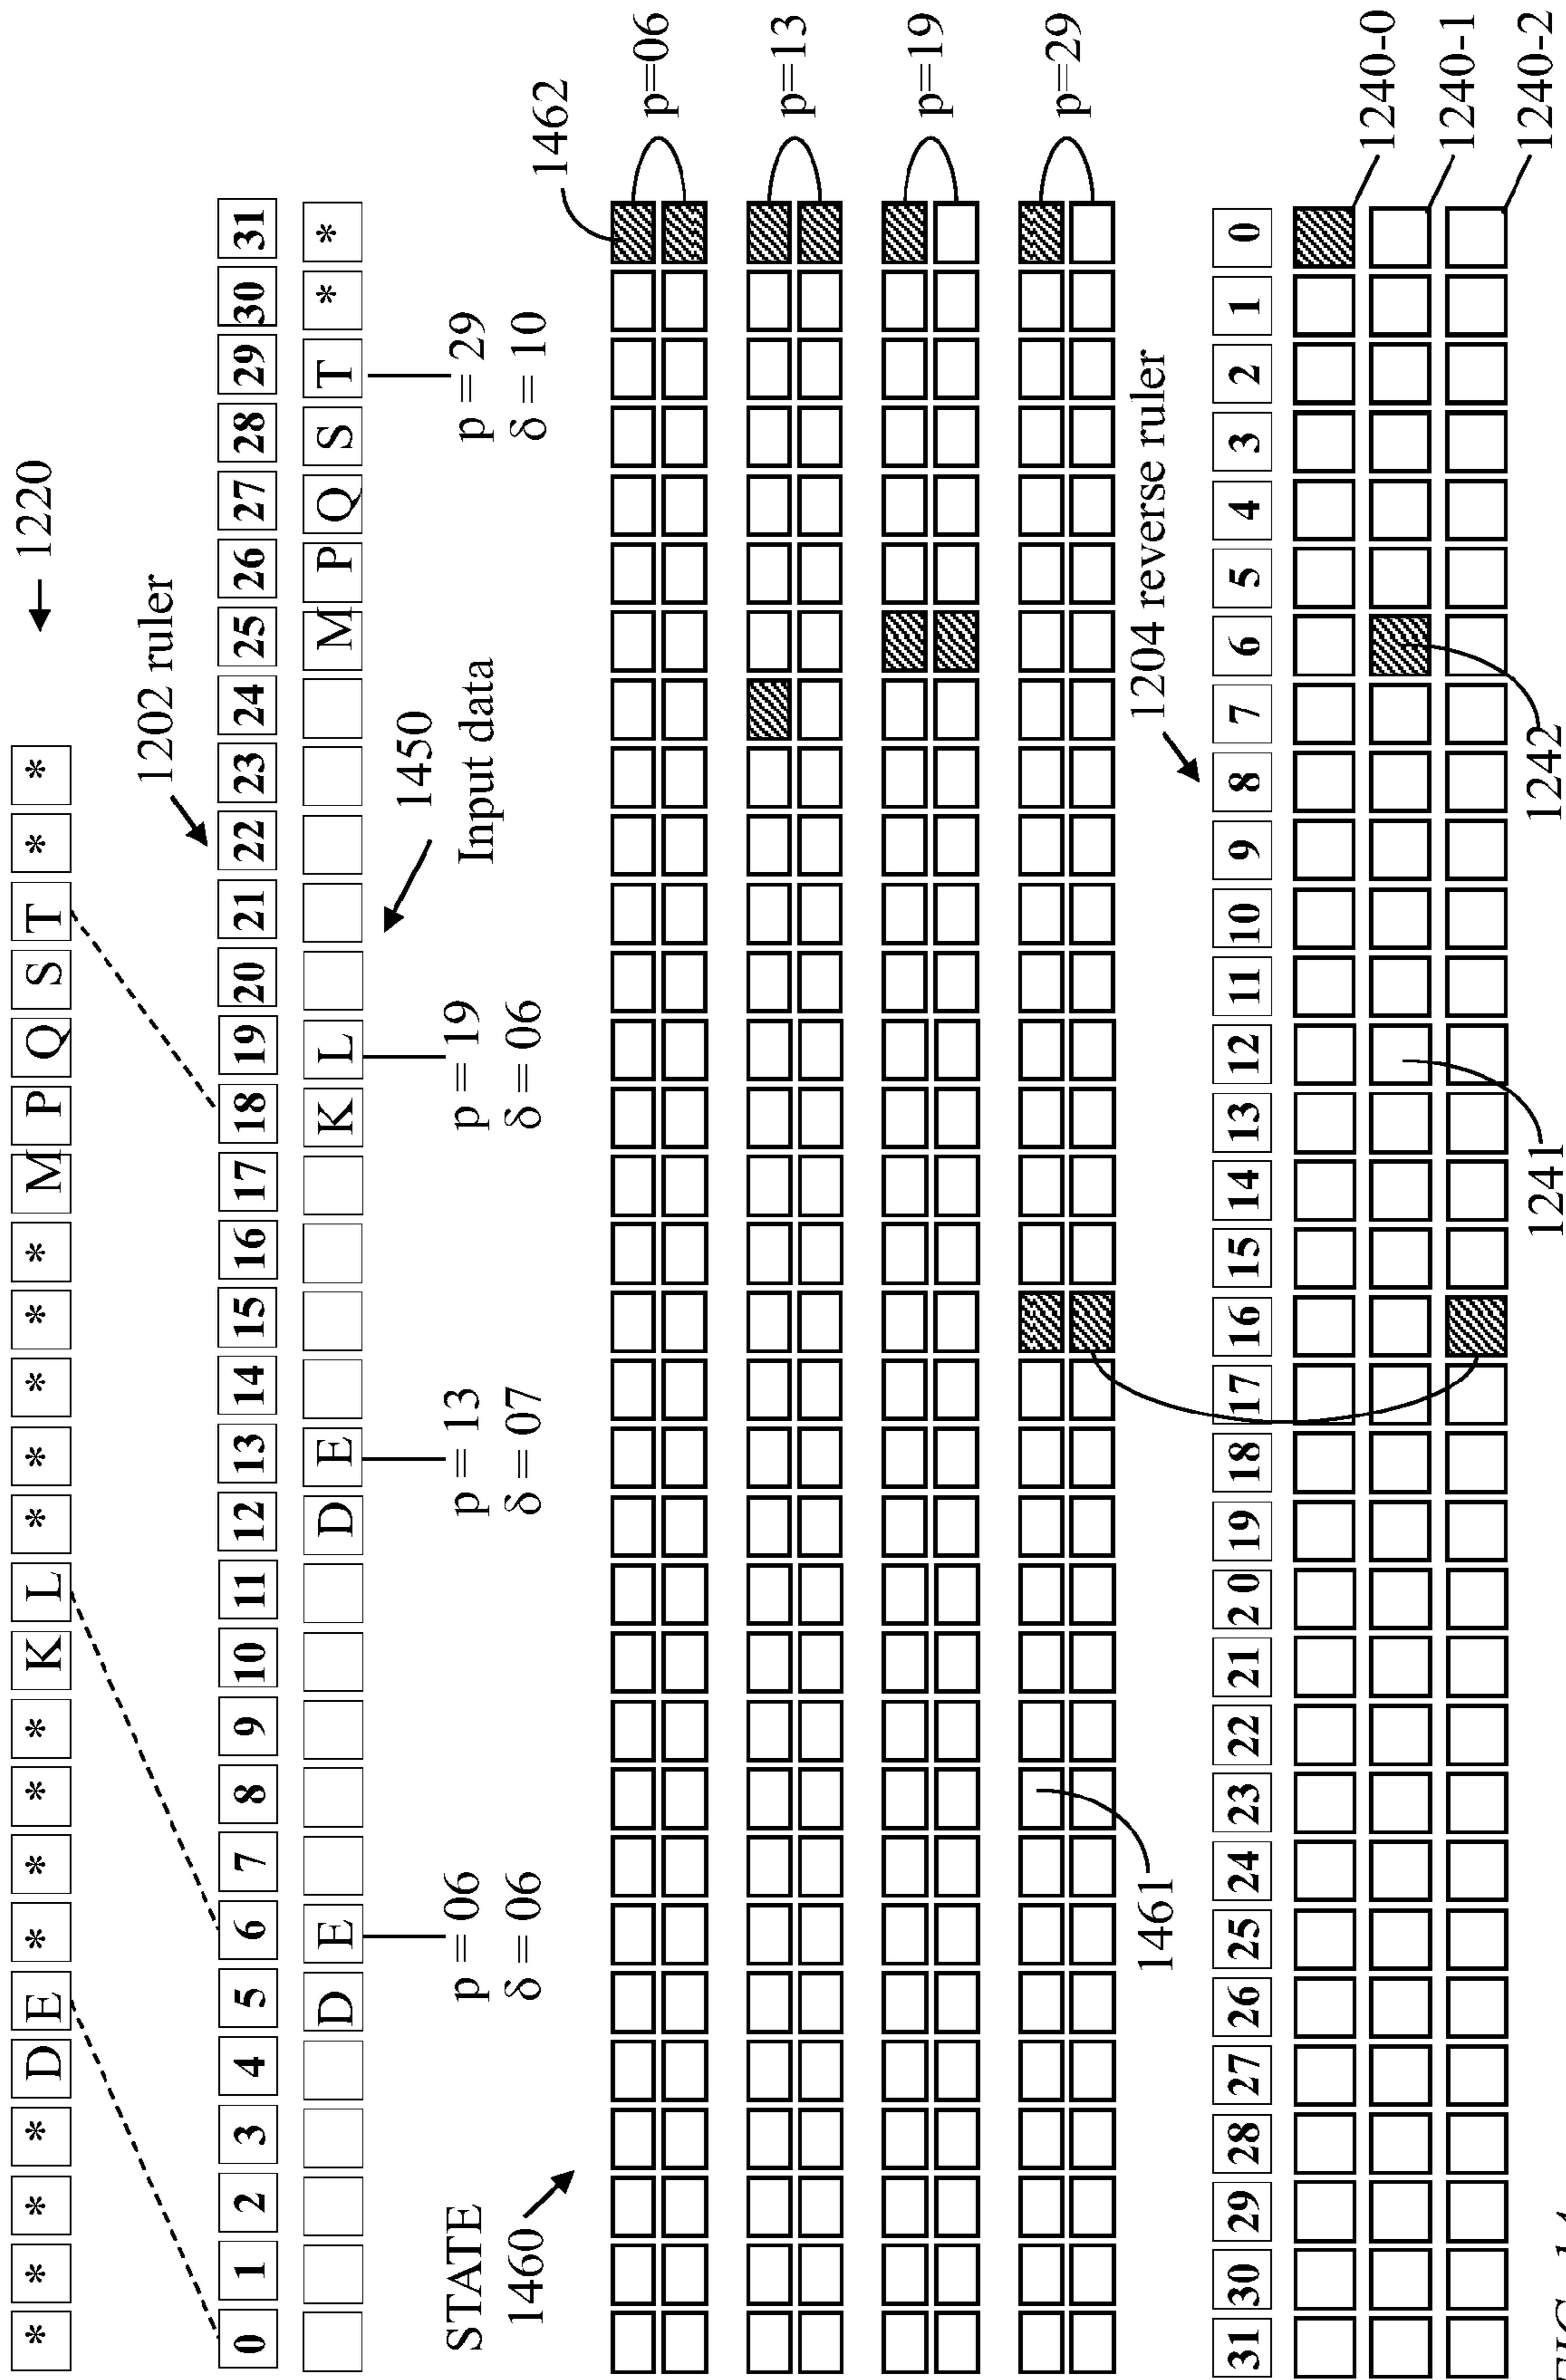 * * * * D E * * * * K L * * * * * M P Q S T * *
← 1220
1202 ruler
0 1 2 3 4 5 6 7 8 9 10 11 12 13 14 15 16 17 18 19 20 21 22 23 24 25 26 27 28 29 30 31
D E D E K L M P Q S T * *
1450
Input data
p = 06
δ = 06
p = 13
δ = 07
p = 19
δ = 06
p = 29
δ = 10
STATE
1460
1462
p=06
p=13
p=19
p=29
1461
1204 reverse ruler
31 30 29 28 27 26 25 24 23 22 21 20 19 18 17 16 15 14 13 12 11 10 9 8 7 6 5 4 3 2 1 0
1240-0
1240-1
1240-2
1241
1242